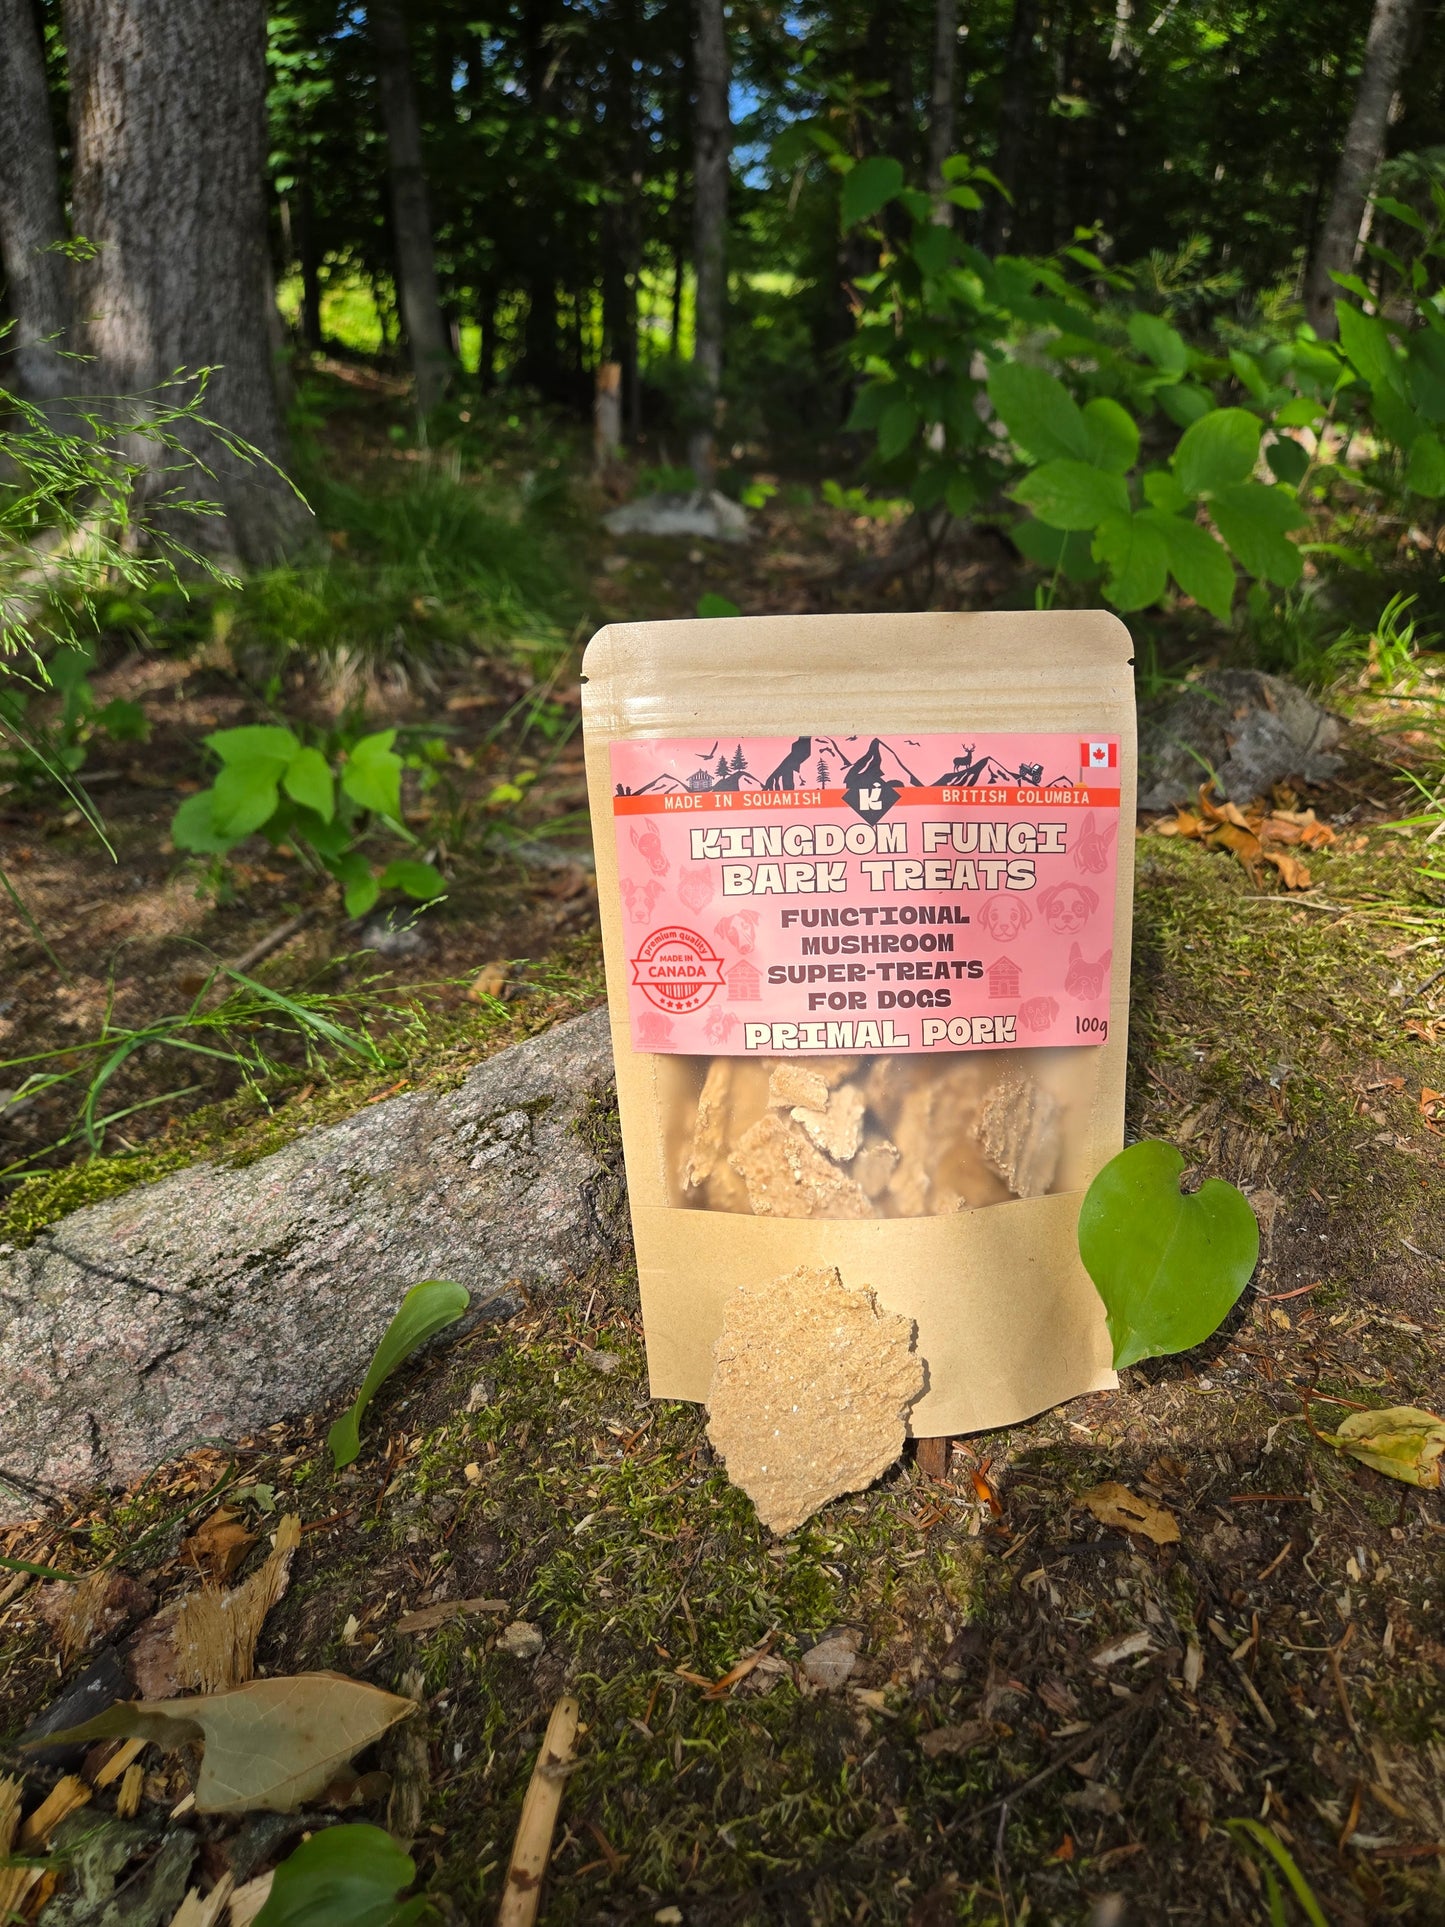 MADE IN SQUAMISH
K
BRITISH COLUMBIA
KINGDOM FUNGI
BARK TREATS
FUNCTIONAL
MUSHROOM
SUPER-TREATS
FOR DOGS
PRIMAL PORK
premium quality
MADE IN
CANADA
100g